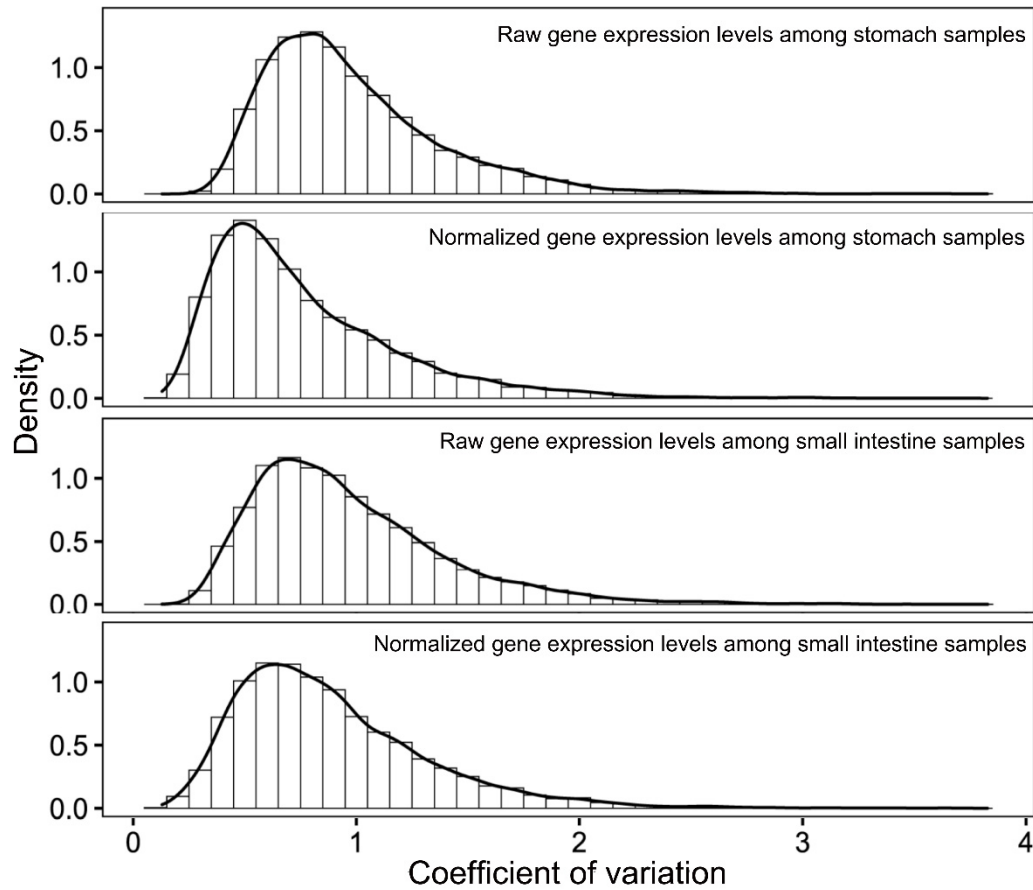 Raw gene expression levels among stomach samples
1.0
0.5
0.0
Normalized gene expression levels among stomach samples
1.0
0.5
0.0
Density
Raw gene expression levels among small intestine samples
1.0
0.5
0.0
Normalized gene expression levels among small intestine samples
1.0
0.5
0.0
0 1 2 3 4
Coefficient of variation